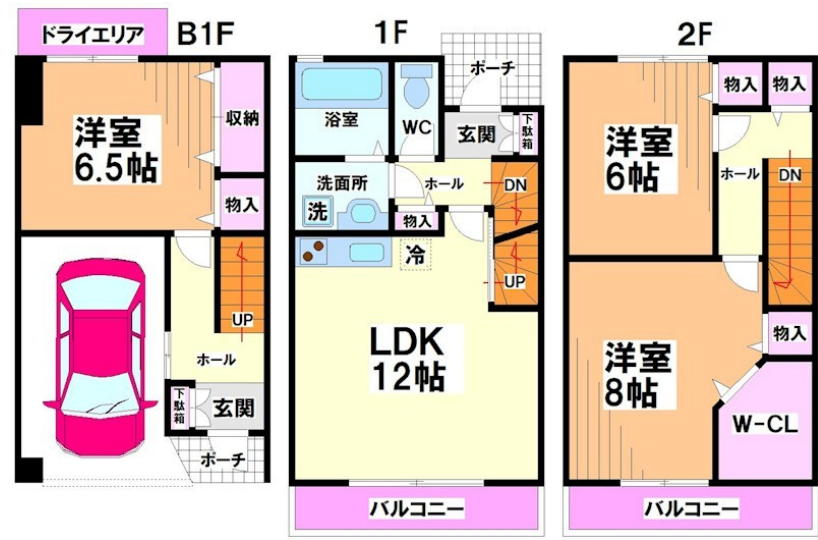 ドライエリア
B1F
洋室
6.5帖
収納
物入
UP
ホール
下駄箱
玄関
ポーチ
1F
ポーチ
浴室
WC
玄関
下駄箱
洗面所
洗
ホール
DN
物入
冷
UP
LDK
12帖
バルコニー
2F
物入
物入
洋室
6帖
ホール
DN
洋室
8帖
物入
W-CL
バルコニー